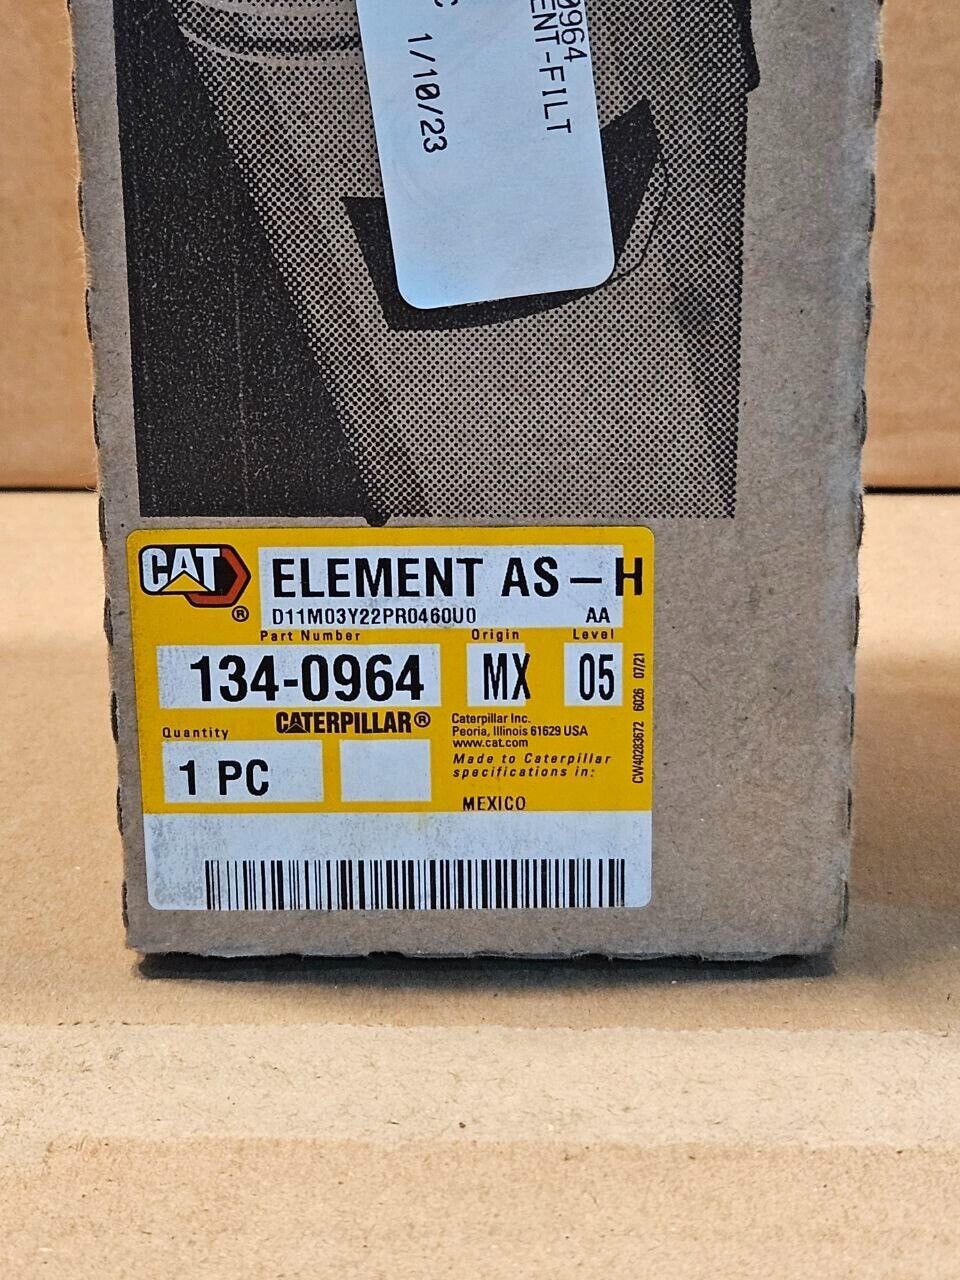 0964
ENT-FILT
C 1/10/23
CAT
®
ELEMENT AS-H
D11M03Y22PR0460U0 AA
Part Number Origin Level
134-0964 MX 05
CATERPILLAR®
Quantity
1 PC
Caterpillar Inc.
Peoria, Illinois 61629 USA
www.cat.com
Made to Caterpillar
specifications in:
MEXICO
CW40283672 6026 07/21